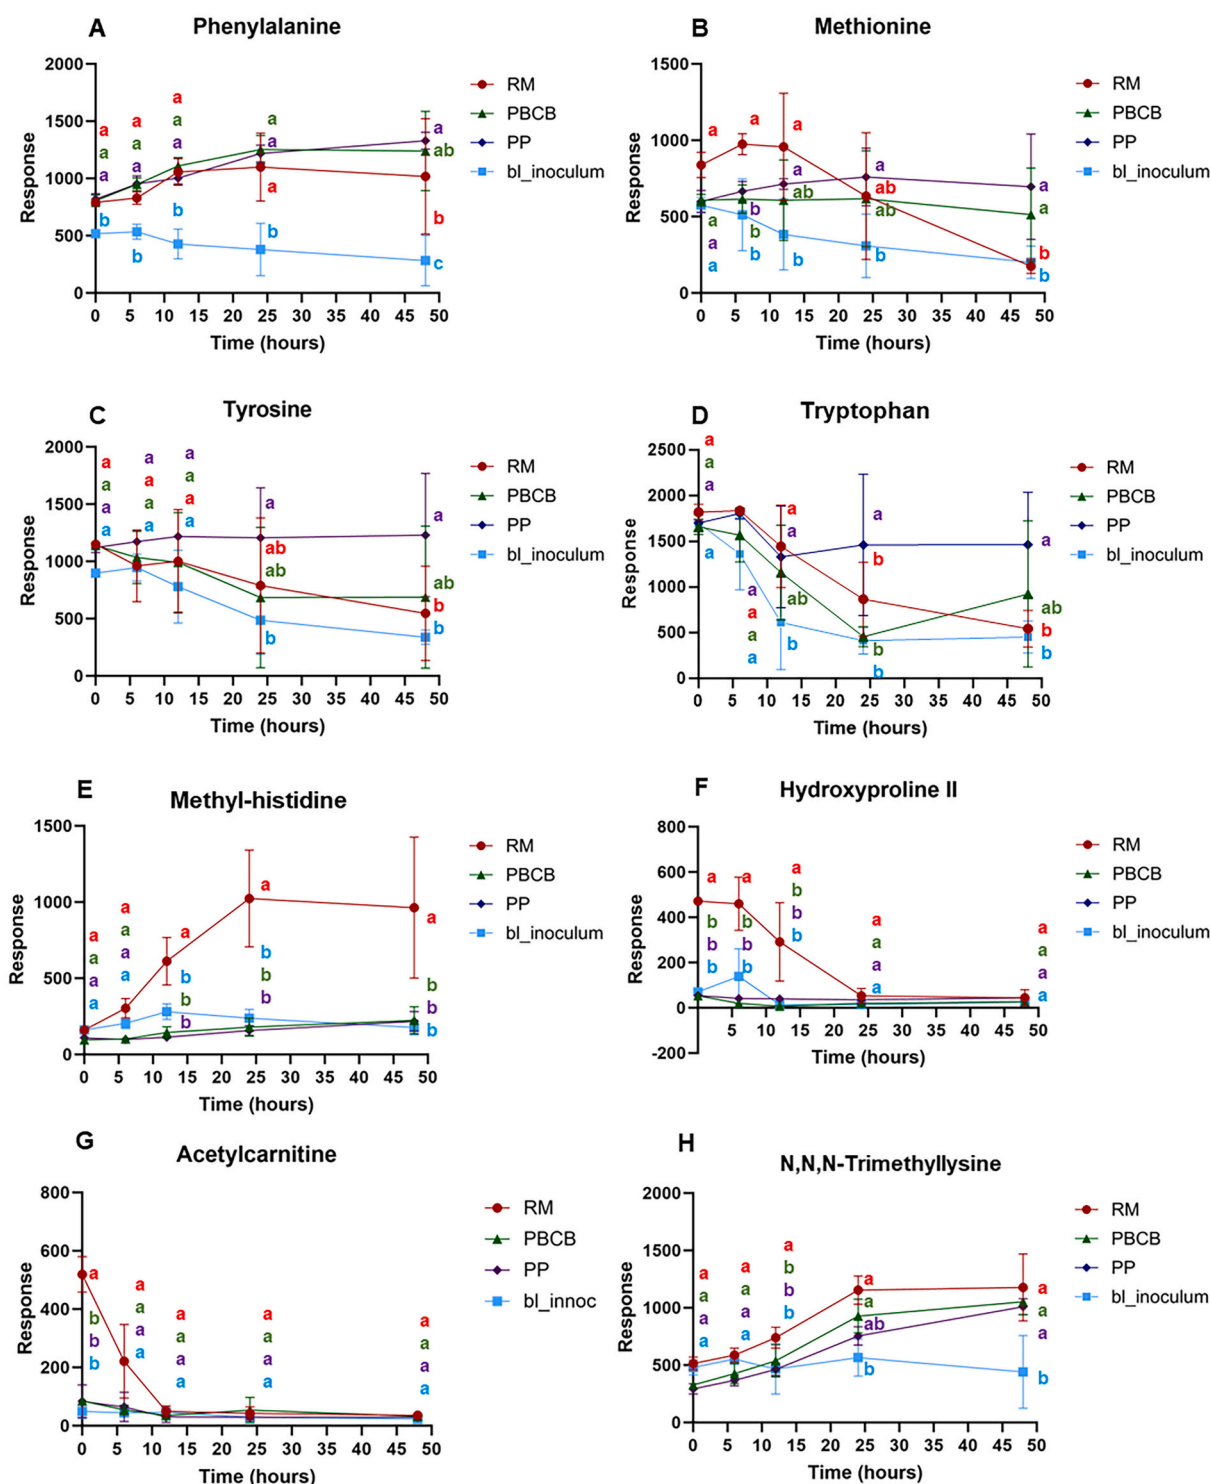 A Phenylalanine
2000
1500
1000
500
0
Response
a a a a a
a a a a ab
a a a
b b
b a b
b c
RM
PBCB
PP
bl_inoculum
0 5 10 15 20 25 30 35 40 45 50
Time (hours)
B Methionine
1500
1000
500
0
Response
a a a
a a a
b ab ab a
a b ab
a b b b
a b b
RM
PBCB
PP
bl_inoculum
0 5 10 15 20 25 30 35 40 45 50
Time (hours)
C Tyrosine
2000
1500
1000
500
0
Response
a a a
a a a
a a a
a a a
a a
ab
ab ab
b
b b
RM
PBCB
PP
bl_inoculum
0 5 10 15 20 25 30 35 40 45 50
Time (hours)
D Tryptophan
2500
2000
1500
1000
500
0
Response
a
a
a a a
a a a
b
a ab
a ab
a b b b
a b b
RM
PBCB
PP
bl_inoculum
0 5 10 15 20 25 30 35 40 45 50
Time (hours)
E Methyl-histidine
1500
1000
500
0
Response
a a a a a
a a b b
a a b b b
a a b b b
RM
PBCB
PP
bl_inoculum
0 5 10 15 20 25 30 35 40 45 50
Time (hours)
F Hydroxyproline II
800
600
400
200
0
-200
Response
a a a a a
b b b a a
b b b a a
b b b a a
RM
PBCB
PP
bl_inoculum
5 10 15 20 25 30 35 40 45 50
Time (hours)
G Acetylcarnitine
800
600
400
200
0
Response
a a a a a
b a a a a
b a a a a
b a a a a
RM
PBCB
PP
bl_innoc
0 5 10 15 20 25 30 35 40 45 50
Time (hours)
H N,N,N-Trimethyllysine
2000
1500
1000
500
0
Response
a a a a a
a a b a a
a a b ab a
a a b b b
RM
PBCB
PP
bl_inoculum
0 5 10 15 20 25 30 35 40 45 50
Time (hours)